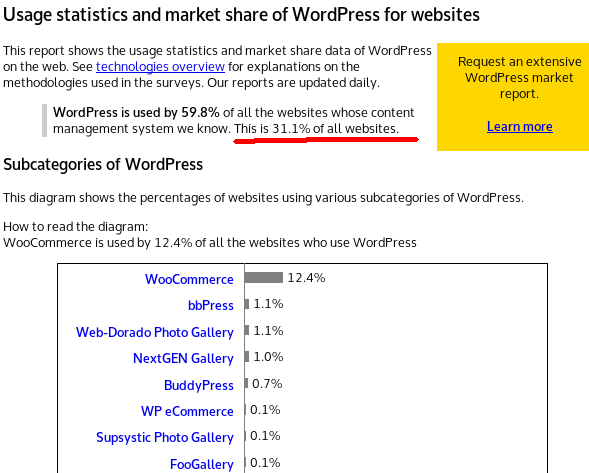 Usage statistics and market share of WordPress for websites
This report shows the usage statistics and market share data of WordPress
on the web. See technologies overview for explanations on the
methodologies used in the surveys. Our reports are updated daily.
Request an extensive
WordPress market
report.
Learn more
WordPress is used by 59.8% of all the websites whose content
management system we know. This is 31.1% of all websites.
Subcategories of WordPress
This diagram shows the percentages of websites using various subcategories of WordPress.
How to read the diagram:
WooCommerce is used by 12.4% of all the websites who use WordPress
WooCommerce 12.4%
bbPress 1.1%
Web-Dorado Photo Gallery 1.1%
NextGEN Gallery 1.0%
BuddyPress 0.7%
WP eCommerce 0.1%
Supsystic Photo Gallery 0.1%
FooGallery 0.1%